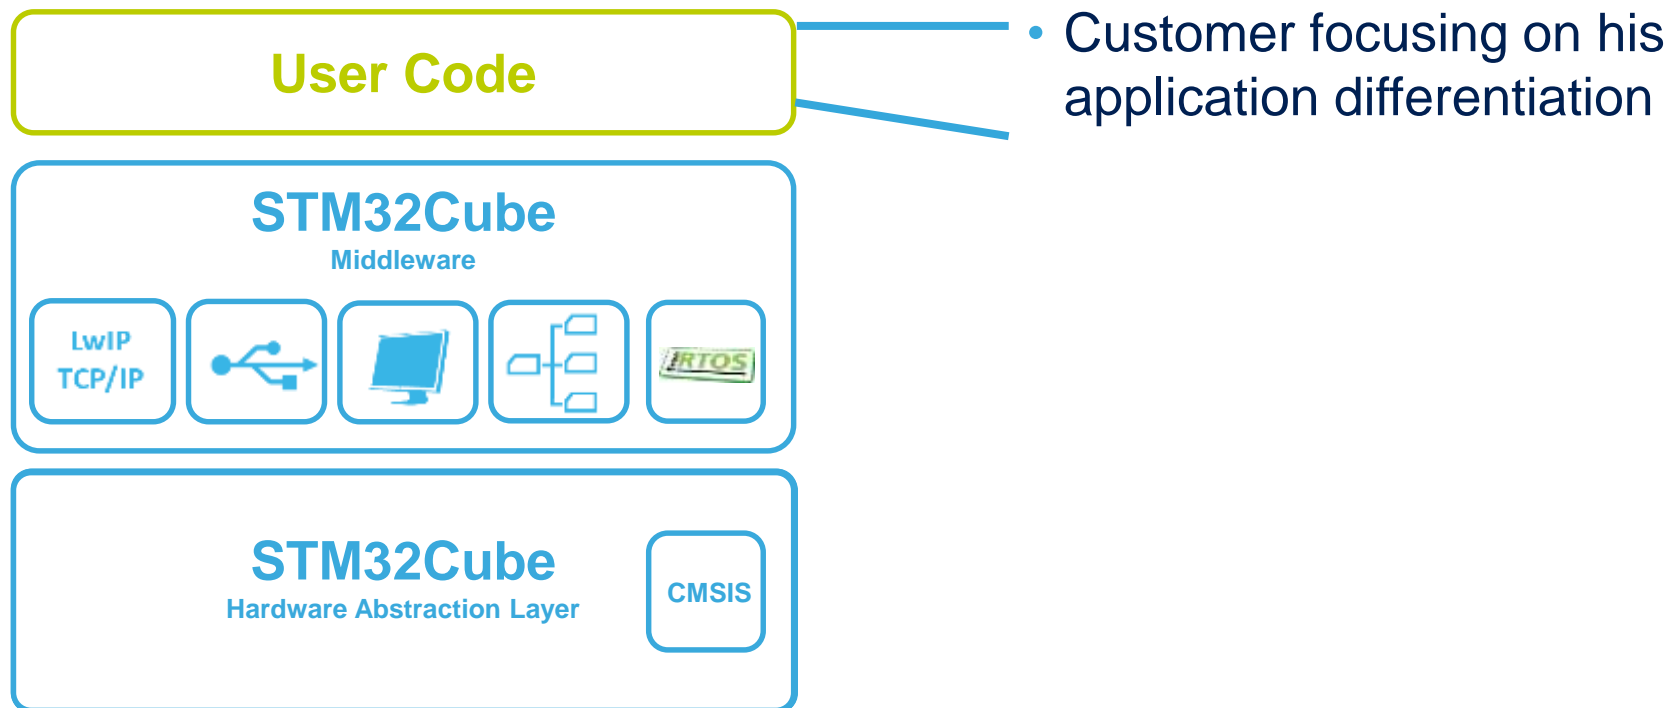 User Code
• Customer focusing on his
application differentiation
STM32Cube
Middleware
LwIP
TCP/IP
RTOS
STM32Cube
Hardware Abstraction Layer
CMSIS